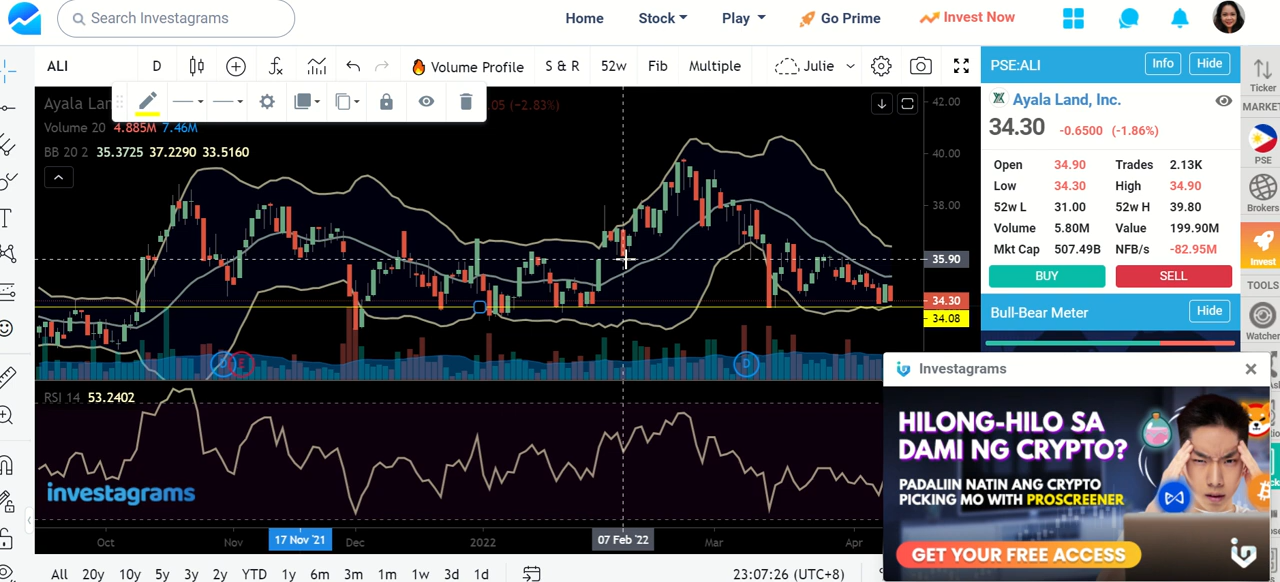 Search Investagrams
Home Stock Play Go Prime Invest Now
ALI D Volume Profile S & R 52w Fib Multiple Julie
PSE:ALI Info Hide
Ticker
Ayala Lan .05 (−2.83%)
Volume 20 4.885M 7.46M
BB 20 2 35.3725 37.2290 33.5160
42.00
40.00
38.00
35.90
34.30
34.08
Ayala Land, Inc.
34.30 -0.6500 (-1.86%)
Open 34.90 Trades 2.13K
Low 34.30 High 34.90
52w L 31.00 52w H 39.80
Volume 5.80M Value 199.90M
Mkt Cap 507.49B NFB/s -82.95M
BUY SELL
Bull-Bear Meter Hide
MARKET
PSE
Brokers
Invest
TOOLS
Watcher
D E D
RSI 14 53.2402
investagrams
Oct Nov 17 Nov '21 Dec 2022 07 Feb '22 Mar Apr
All 20y 10y 5y 3y 2y YTD 1y 6m 3m 1m 1w 3d 1d 23:07:26 (UTC+8)
Investagrams
HILONG-HILO SA
DAMI NG CRYPTO?
PADALIIN NATIN ANG CRYPTO
PICKING MO WITH PROSCREENER
GET YOUR FREE ACCESS